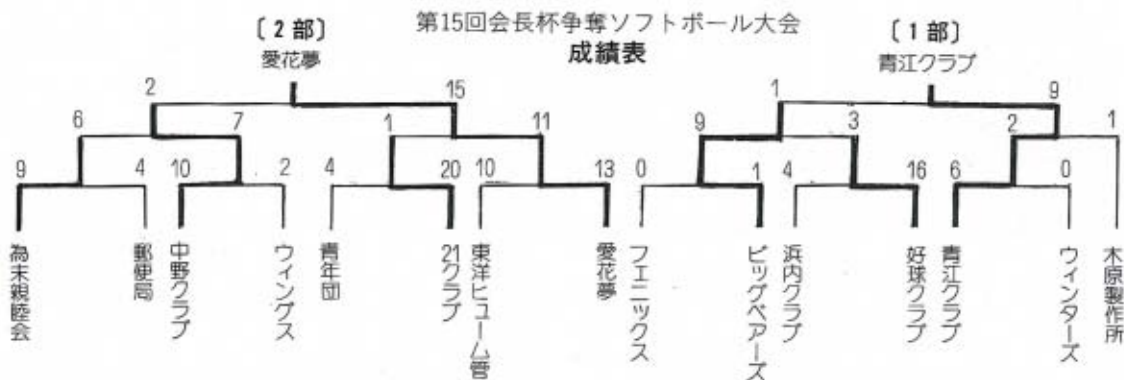 第15回会長杯争奪ソフトボール大会
成績表
〔2部〕
愛花夢
〔1部〕
青江クラブ
2 15 1 9
6 7 1 11 9 3 2 1
9 4 10 2 4 20 10 13 0 1 4 16 6 0
為末親睦会
郵便局
中野クラブ
ウィングス
青年団
21クラブ
東洋ヒューム管
愛花夢
フェニックス
ビッグベアーズ
浜内クラブ
好球クラブ
青江クラブ
ウィンターズ
木原製作所